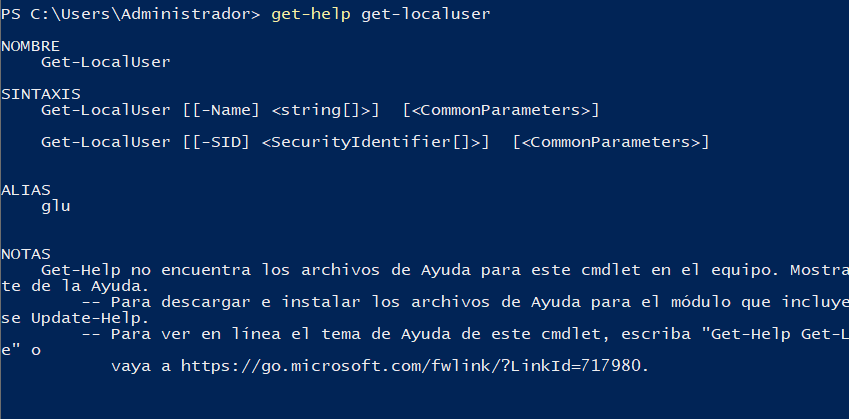 PS C:\Users\Administrador> get-help get-localuser
NOMBRE
Get-LocalUser
SINTAXIS
Get-LocalUser [[-Name] <string[]>] [<CommonParameters>]
Get-LocalUser [[-SID] <SecurityIdentifier[]>] [<CommonParameters>]
ALIAS
glu
NOTAS
Get-Help no encuentra los archivos de Ayuda para este cmdlet en el equipo. Mostra
te de la Ayuda.
-- Para descargar e instalar los archivos de Ayuda para el módulo que incluye
se Update-Help.
-- Para ver en línea el tema de Ayuda de este cmdlet, escriba "Get-Help Get-L
e" o
vaya a https://go.microsoft.com/fwlink/?LinkId=717980.